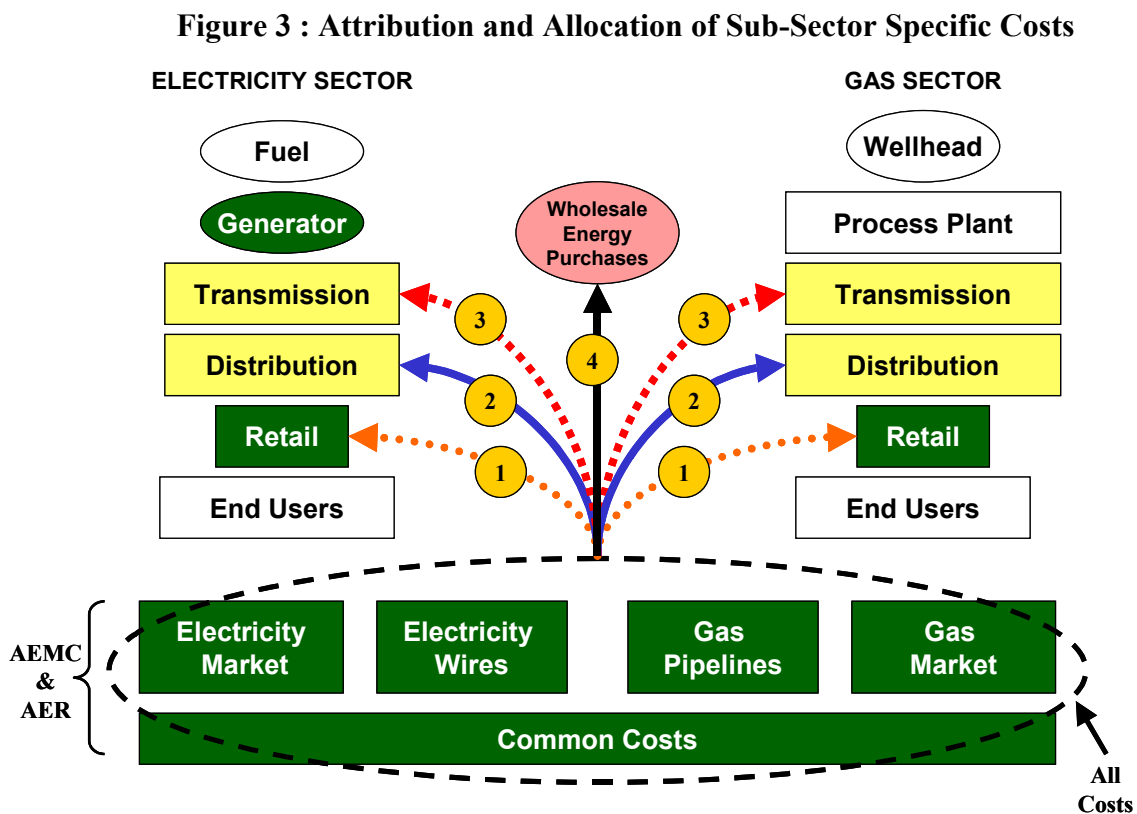 Figure 3 : Attribution and Allocation of Sub-Sector Specific Costs
ELECTRICITY SECTOR
GAS SECTOR
Fuel
Wellhead
Generator
Wholesale
Energy
Purchases
Process Plant
Transmission
3
3
Transmission
Distribution
2
4
2
Distribution
Retail
1
1
Retail
End Users
End Users
AEMC
&
AER
Electricity
Market
Electricity
Wires
Gas
Pipelines
Gas
Market
Common Costs
All
Costs